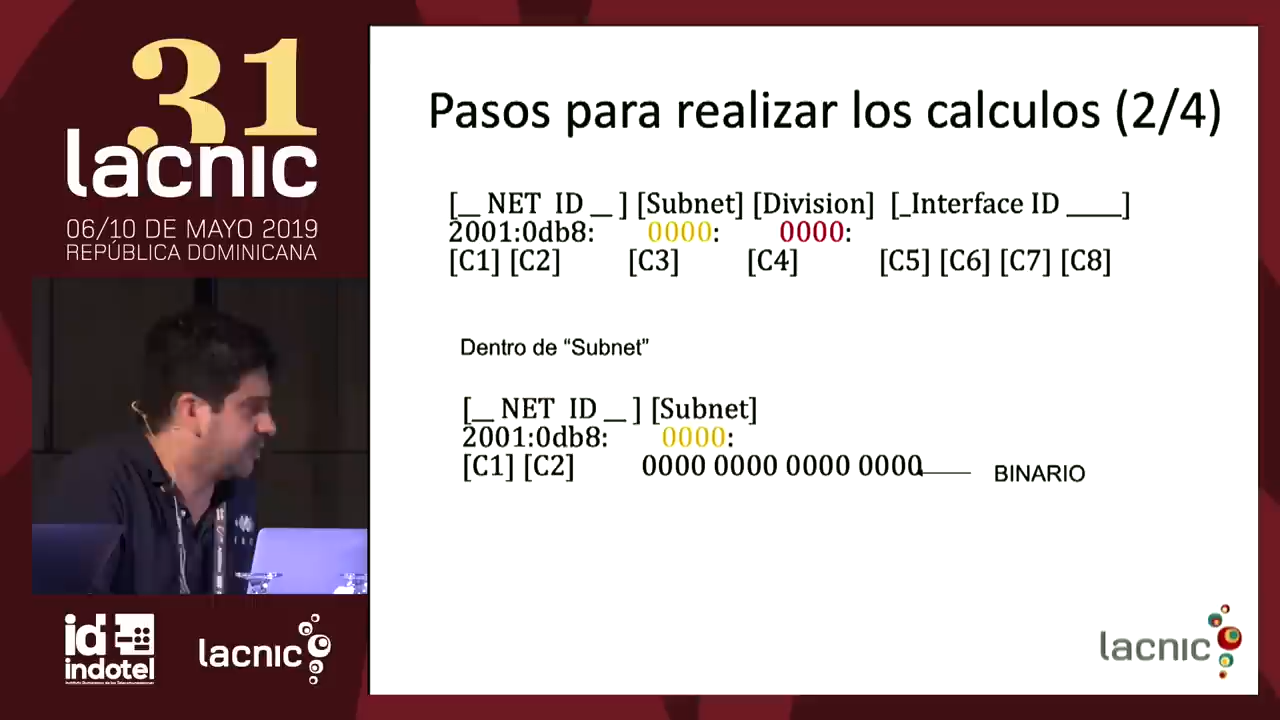 31
lacnic
06/10 DE MAYO 2019
REPÚBLICA DOMINICANA
Pasos para realizar los calculos (2/4)
[__ NET ID __ ] [Subnet] [Division] [_Interface ID _____]
2001:0db8: 0000: 0000:
[C1] [C2] [C3] [C4] [C5] [C6] [C7] [C8]
Dentro de “Subnet”
[__ NET ID __ ] [Subnet]
2001:0db8: 0000:
[C1] [C2] 0000 0000 0000 0000 BINARIO
id
indotel
lacnic
lacnic